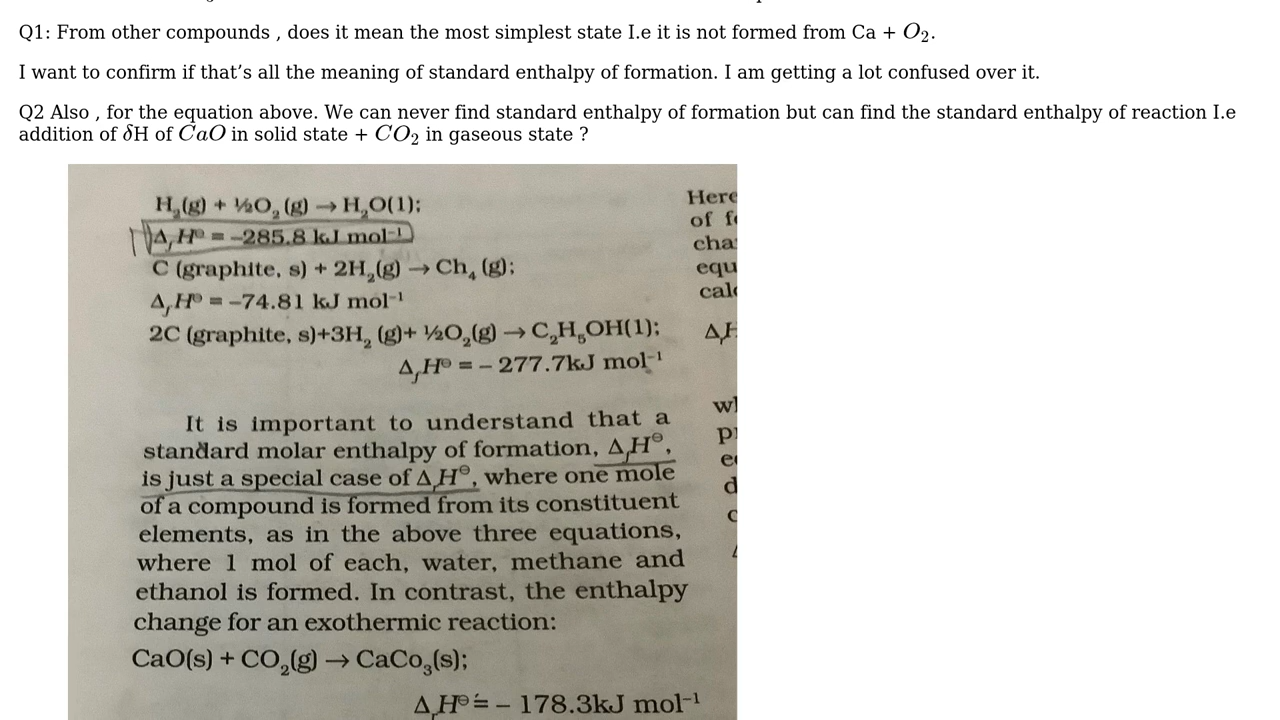 Q1: From other compounds , does it mean the most simplest state I.e it is not formed from Ca + O₂.
I want to confirm if that’s all the meaning of standard enthalpy of formation. I am getting a lot confused over it.
Q2 Also , for the equation above. We can never find standard enthalpy of formation but can find the standard enthalpy of reaction I.e
addition of δH of CaO in solid state + CO₂ in gaseous state ?
H₂(g) + ½O₂ (g) → H₂O(1);
ΔfH⊖ = –285.8 kJ mol⁻¹
C (graphite, s) + 2H₂(g) → Ch₄ (g);
ΔfH⊖ = –74.81 kJ mol⁻¹
2C (graphite, s)+3H₂ (g)+ ½O₂(g) → C₂H₅OH(1);
ΔfH⊖ = – 277.7kJ mol⁻¹
It is important to understand that a
standard molar enthalpy of formation, ΔfH⊖,
is just a special case of ΔrH⊖, where one mole
of a compound is formed from its constituent
elements, as in the above three equations,
where 1 mol of each, water, methane and
ethanol is formed. In contrast, the enthalpy
change for an exothermic reaction:
CaO(s) + CO₂(g) → CaCo₃(s);
ΔrH⊖ = – 178.3kJ mol⁻¹
Here
of f
cha
equ
calc